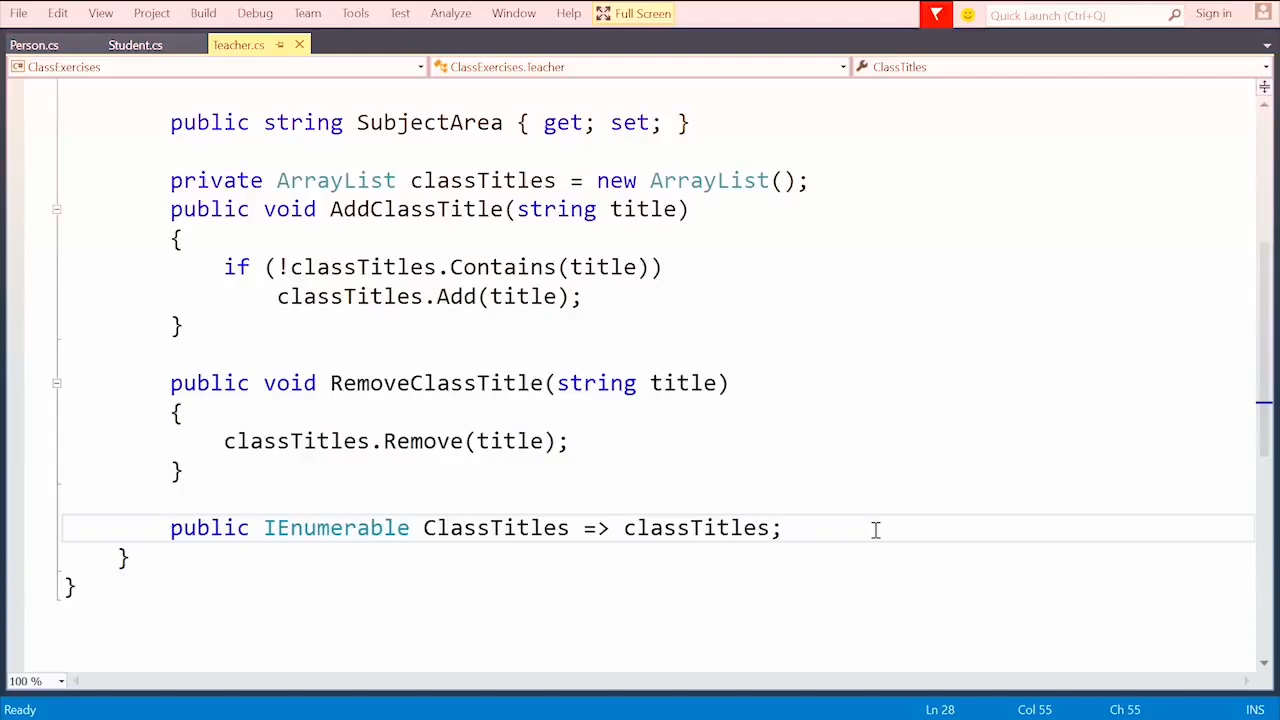 File Edit View Project Build Debug Team Tools Test Analyze Window Help Full Screen Quick Launch (Ctrl+Q) Sign in
Person.cs Student.cs Teacher.cs
C# ClassExercises ClassExercises.Teacher ClassTitles
public string SubjectArea { get; set; }
private ArrayList classTitles = new ArrayList();
public void AddClassTitle(string title)
{
if (!classTitles.Contains(title))
classTitles.Add(title);
}
public void RemoveClassTitle(string title)
{
classTitles.Remove(title);
}
public IEnumerable ClassTitles => classTitles;
}
}
100 %
Ready Ln 28 Col 55 Ch 55 INS